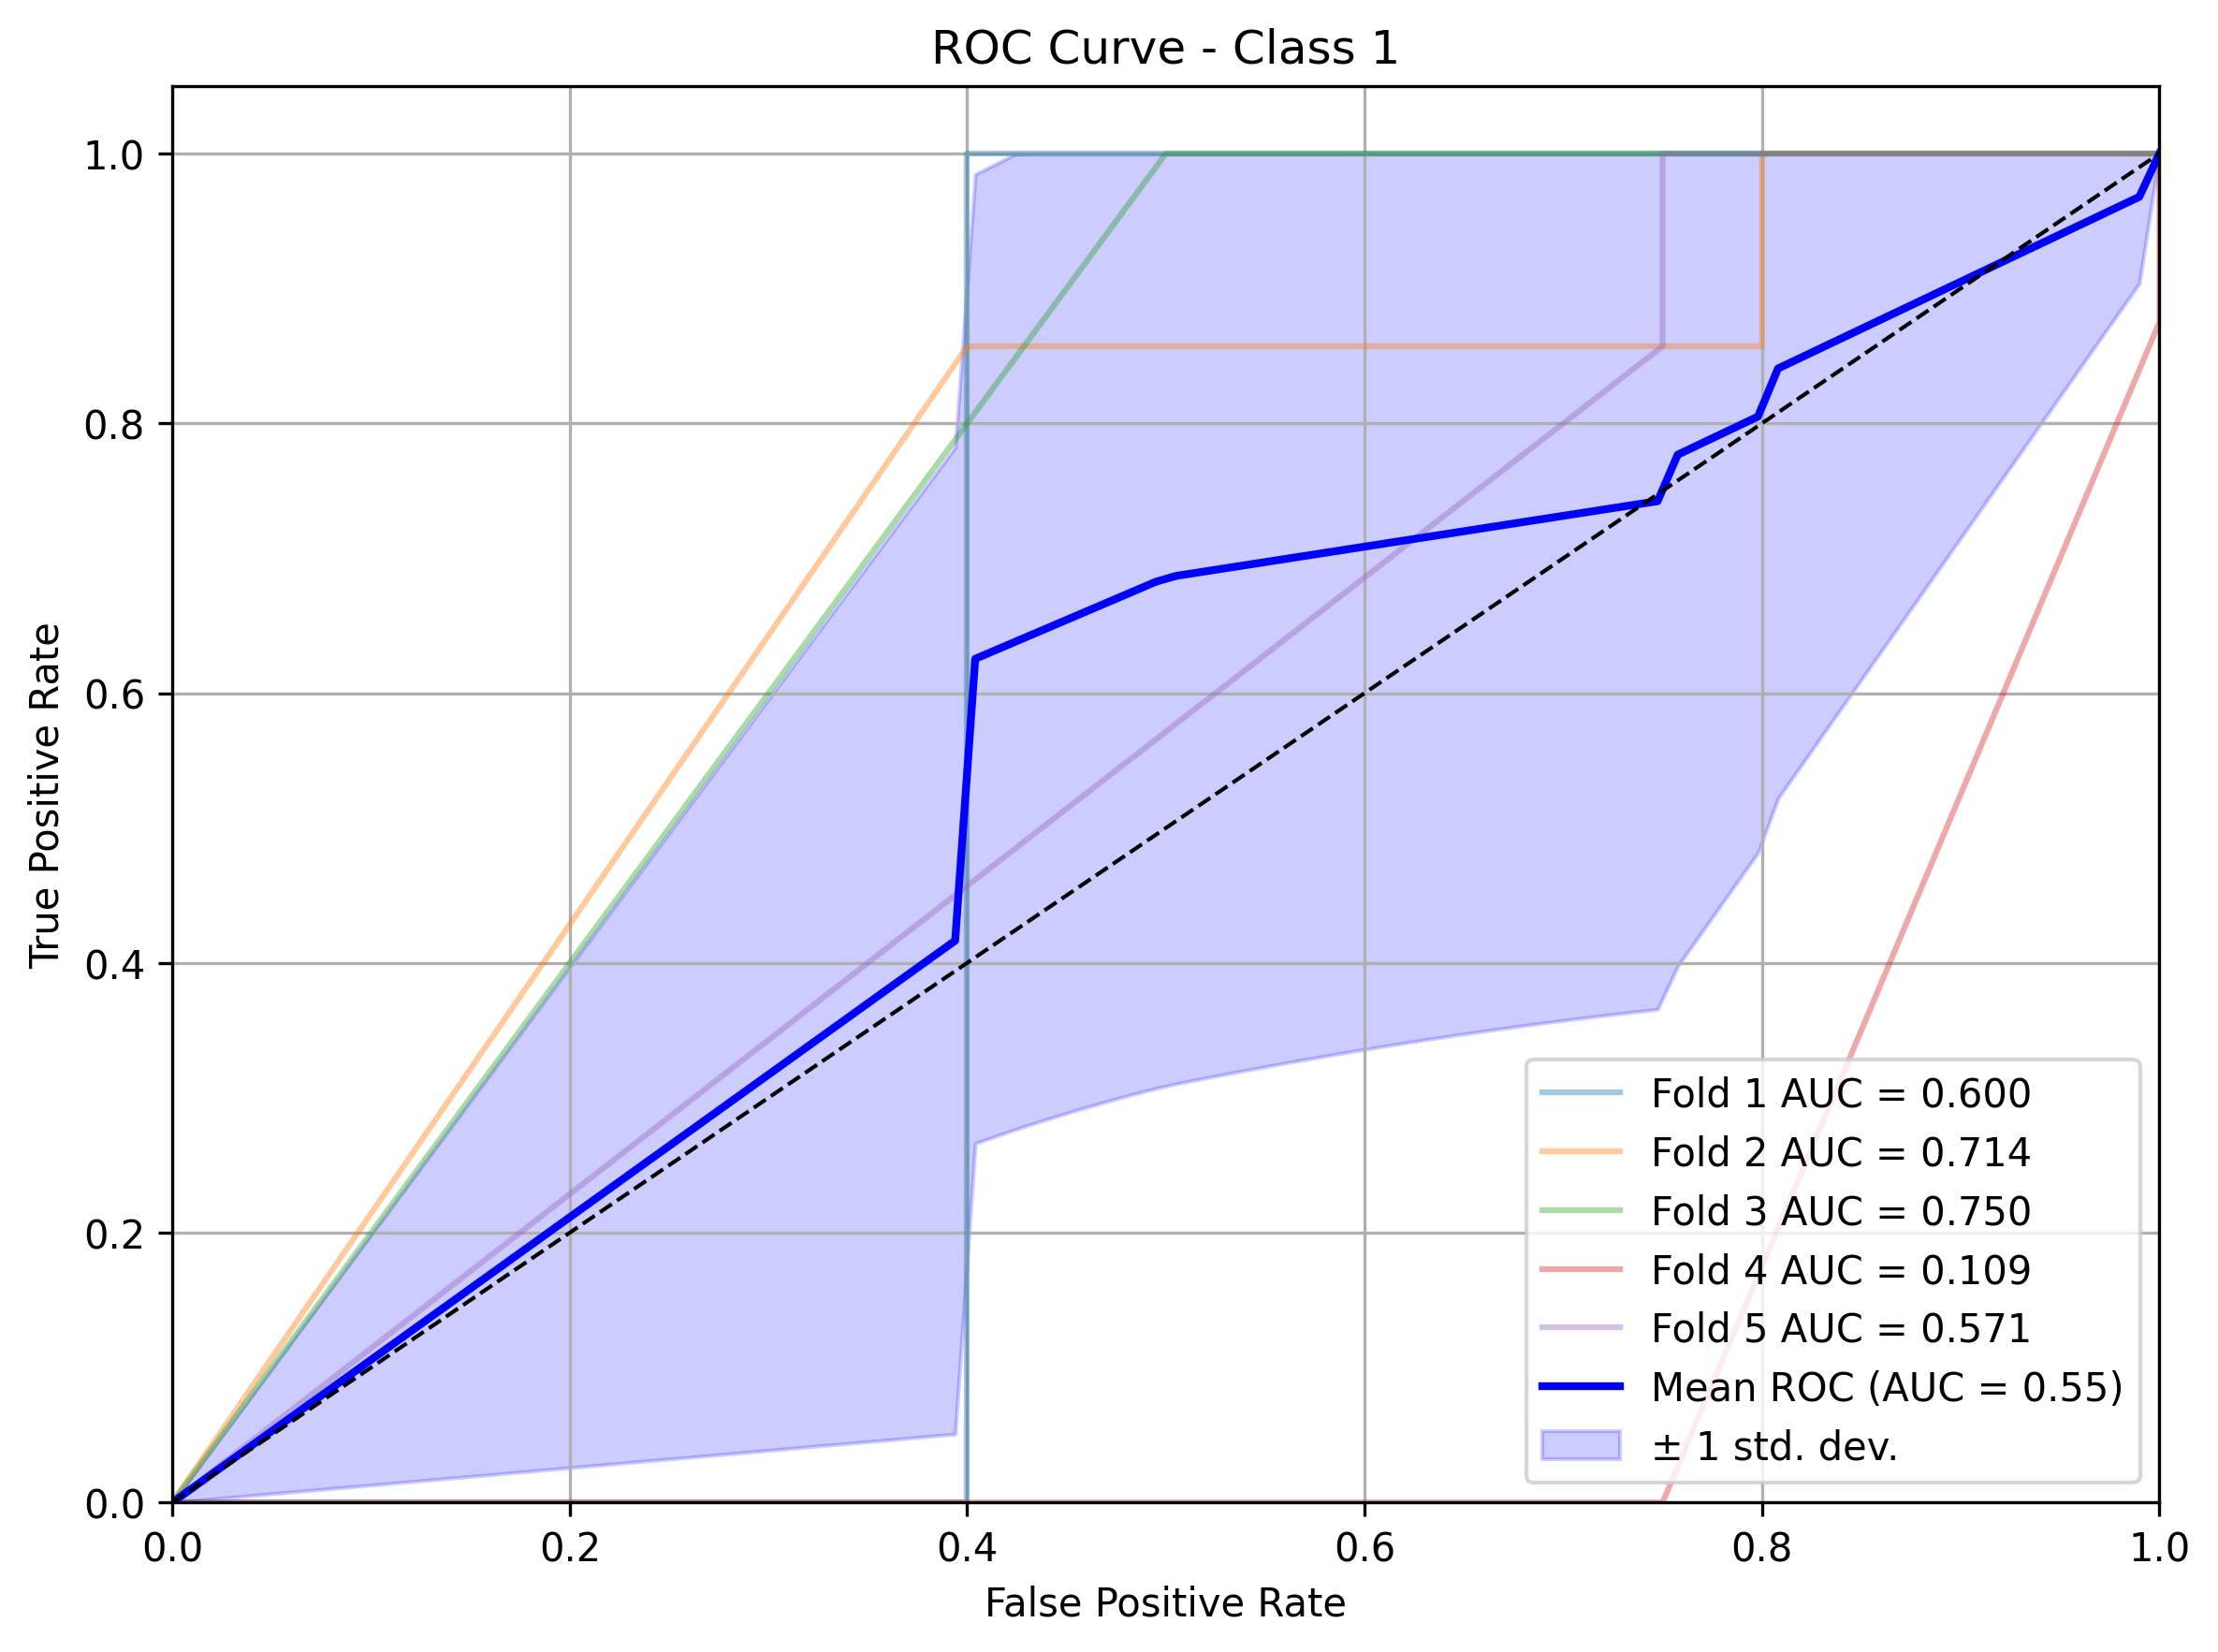 ROC Curve - Class 1
True Positive Rate
1.0
0.8
0.6
0.4
0.2
0.0
0.0 0.2 0.4 0.6 0.8 1.0
False Positive Rate
Fold 1 AUC = 0.600
Fold 2 AUC = 0.714
Fold 3 AUC = 0.750
Fold 4 AUC = 0.109
Fold 5 AUC = 0.571
Mean ROC (AUC = 0.55)
± 1 std. dev.